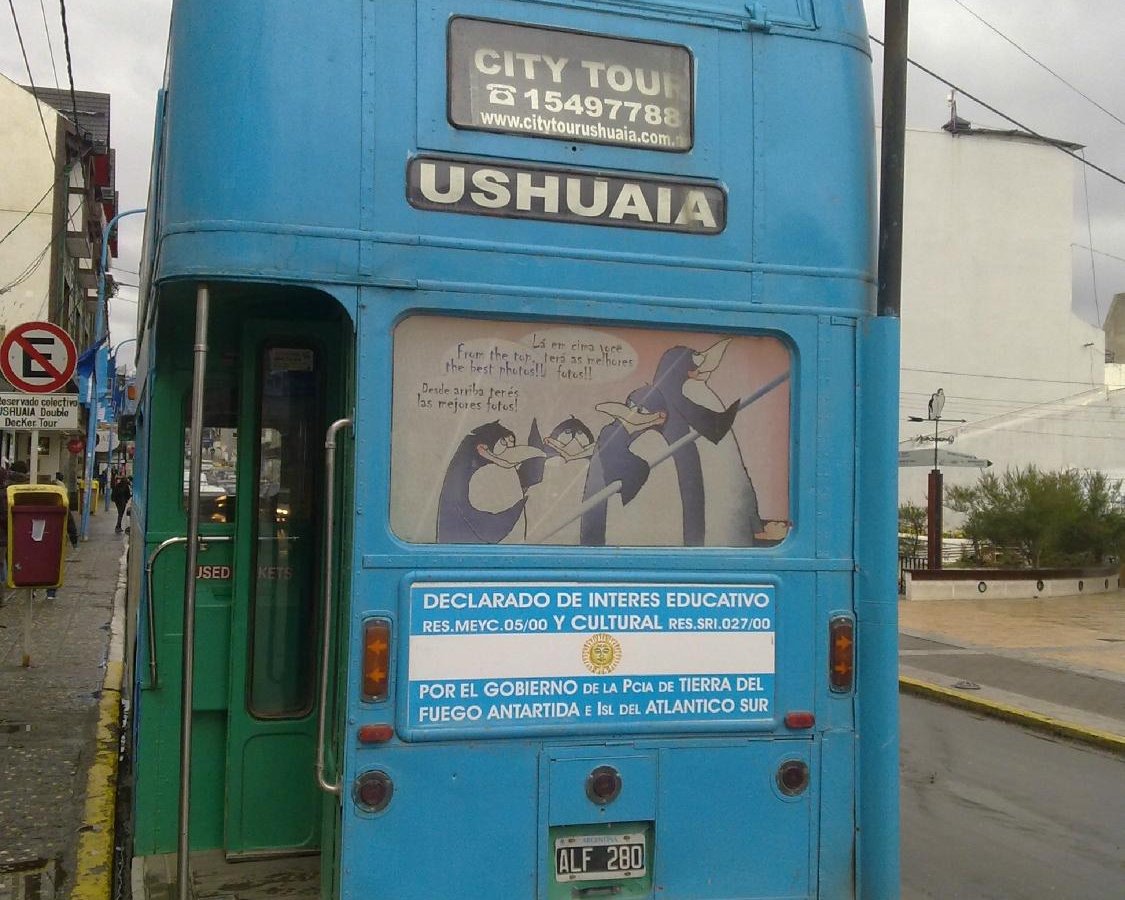 CITY TOUR
☎15497788
www.citytourushuaia.com.
USHUAIA
Lá em cima você
terá as melhores
fotos!!
From the top,
the best photos!!
Desde arriba tenés
las mejores fotos!
E
Reservado colectivo
USHUAIA Double
Decker Tour
USED
DECLARADO DE INTERES EDUCATIVO
RES.MEYC.05/00 Y CULTURAL RES.SRI.027/00
POR EL GOBIERNO DE LA PCIA DE TIERRA DEL
FUEGO ANTARTIDA E ISL DEL ATLANTICO SUR
ARGENTINA
ALF 280